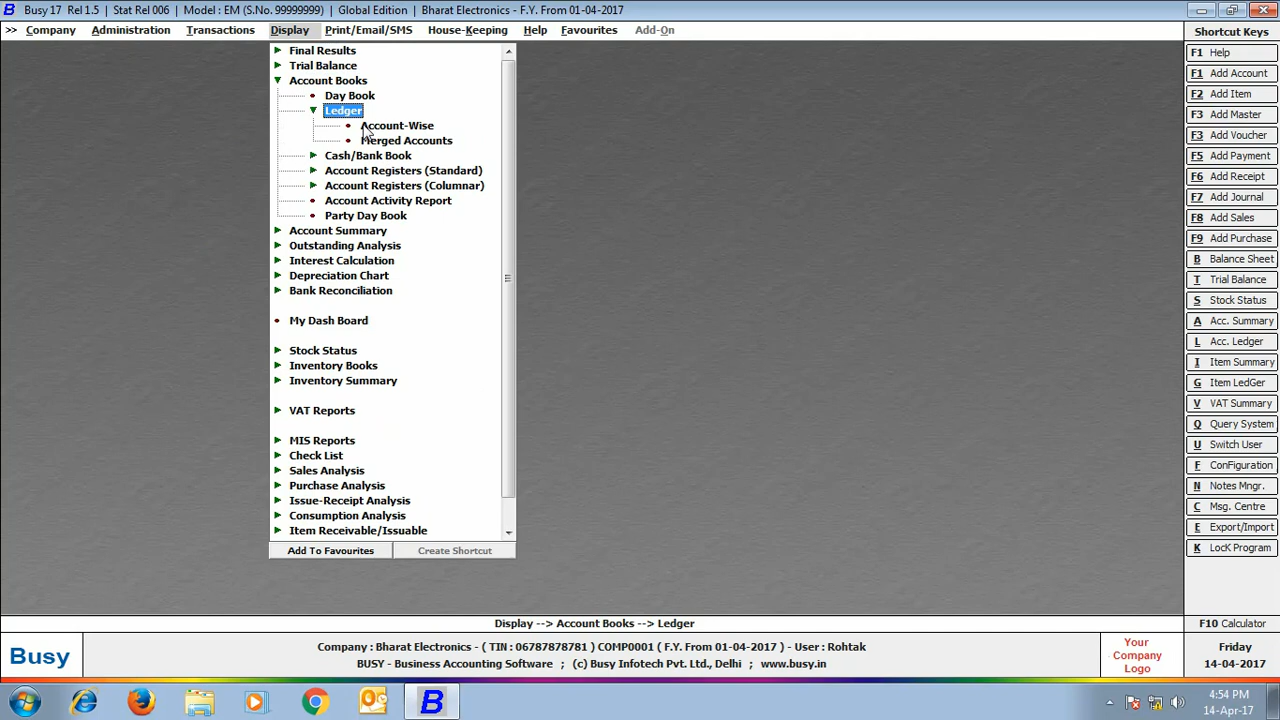 Busy 17 Rel 1.5 | Stat Rel 006 | Model : EM (S.No. 99999999) | Global Edition | Bharat Electronics - F.Y. From 01-04-2017
>> Company Administration Transactions Display Print/Email/SMS House-Keeping Help Favourites Add-On
Final Results
Trial Balance
Account Books
Day Book
Ledger
Account-Wise
Merged Accounts
Cash/Bank Book
Account Registers (Standard)
Account Registers (Columnar)
Account Activity Report
Party Day Book
Account Summary
Outstanding Analysis
Interest Calculation
Depreciation Chart
Bank Reconciliation
My Dash Board
Stock Status
Inventory Books
Inventory Summary
VAT Reports
MIS Reports
Check List
Sales Analysis
Purchase Analysis
Issue-Receipt Analysis
Consumption Analysis
Item Receivable/Issuable
Add To Favourites Create Shortcut
Shortcut Keys
F1 Help
F1 Add Account
F2 Add Item
F3 Add Master
F3 Add Voucher
F5 Add Payment
F6 Add Receipt
F7 Add Journal
F8 Add Sales
F9 Add Purchase
B Balance Sheet
T Trial Balance
S Stock Status
A Acc. Summary
L Acc. Ledger
I Item Summary
G Item LedGer
V VAT Summary
Q Query System
U Switch User
F ConFiguration
N Notes Mngr.
C Msg. Centre
E Export/Import
K LocK Program
Display --> Account Books --> Ledger
F10 Calculator
Busy
Company : Bharat Electronics - ( TIN : 06787878781 ) COMP0001 ( F.Y. From 01-04-2017 ) - User : Rohtak
BUSY - Business Accounting Software ; (c) Busy Infotech Pvt. Ltd., Delhi ; www.busy.in
Your
Company
Logo
Friday
14-04-2017
4:54 PM
14-Apr-17